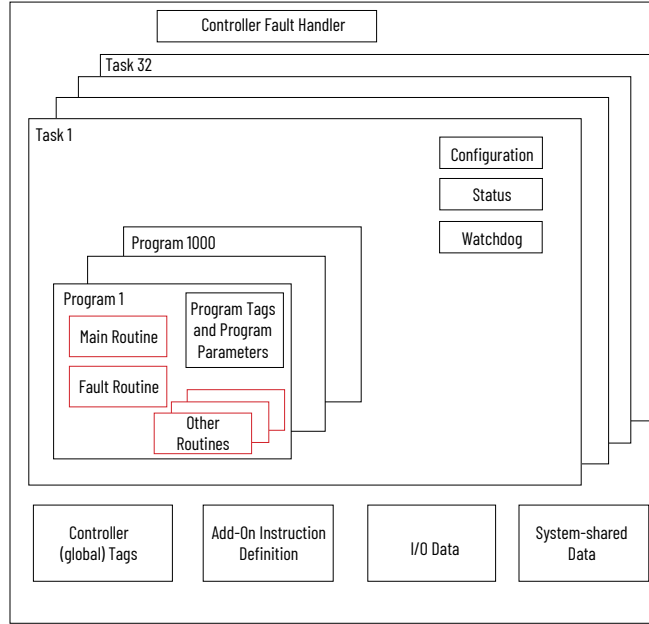 Controller Fault Handler
Task 32
Task 1
Configuration
Status
Watchdog
Program 1000
Program 1
Program Tags
and Program
Parameters
Main Routine
Fault Routine
Other
Routines
Controller
(global) Tags
Add-On Instruction
Definition
I/O Data
System-shared
Data